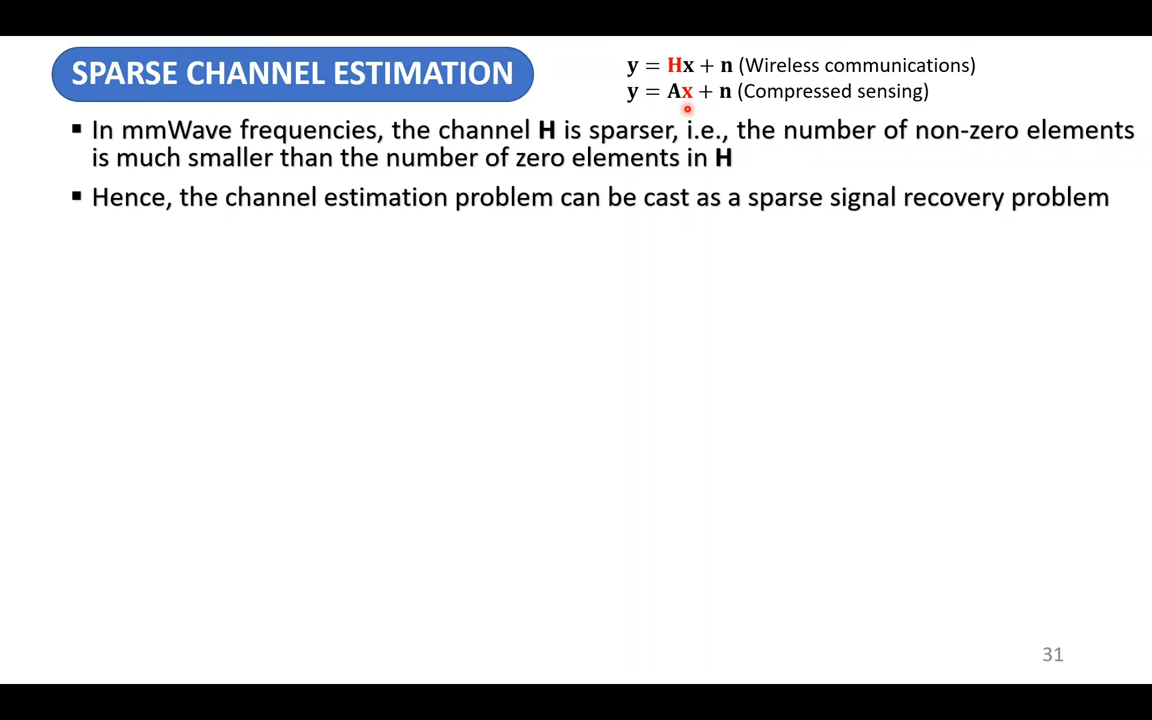 SPARSE CHANNEL ESTIMATION
y = Hx + n (Wireless communications)
y = Ax + n (Compressed sensing)
▪ In mmWave frequencies, the channel H is sparser, i.e., the number of non-zero elements
is much smaller than the number of zero elements in H
▪ Hence, the channel estimation problem can be cast as a sparse signal recovery problem
31